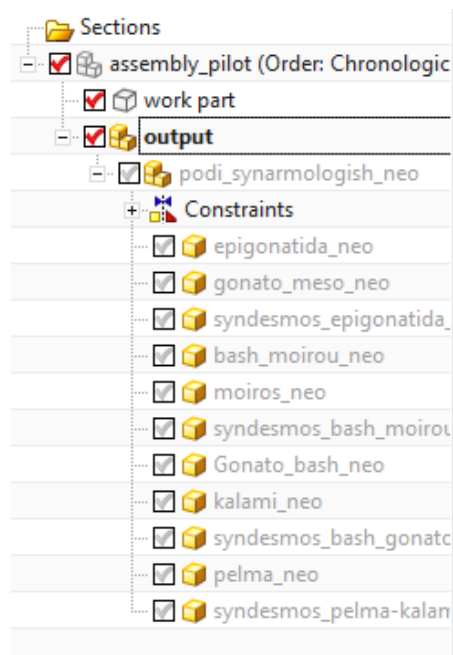 Sections
assembly_pilot (Order: Chronologic
work part
output
podi_synarmologish_neo
Constraints
epigonatida_neo
gonato_meso_neo
syndesmos_epigonatida_
bash_moirou_neo
moiros_neo
syndesmos_bash_moirou
Gonato_bash_neo
kalami_neo
syndesmos_bash_gonato
pelma_neo
syndesmos_pelma-kalam